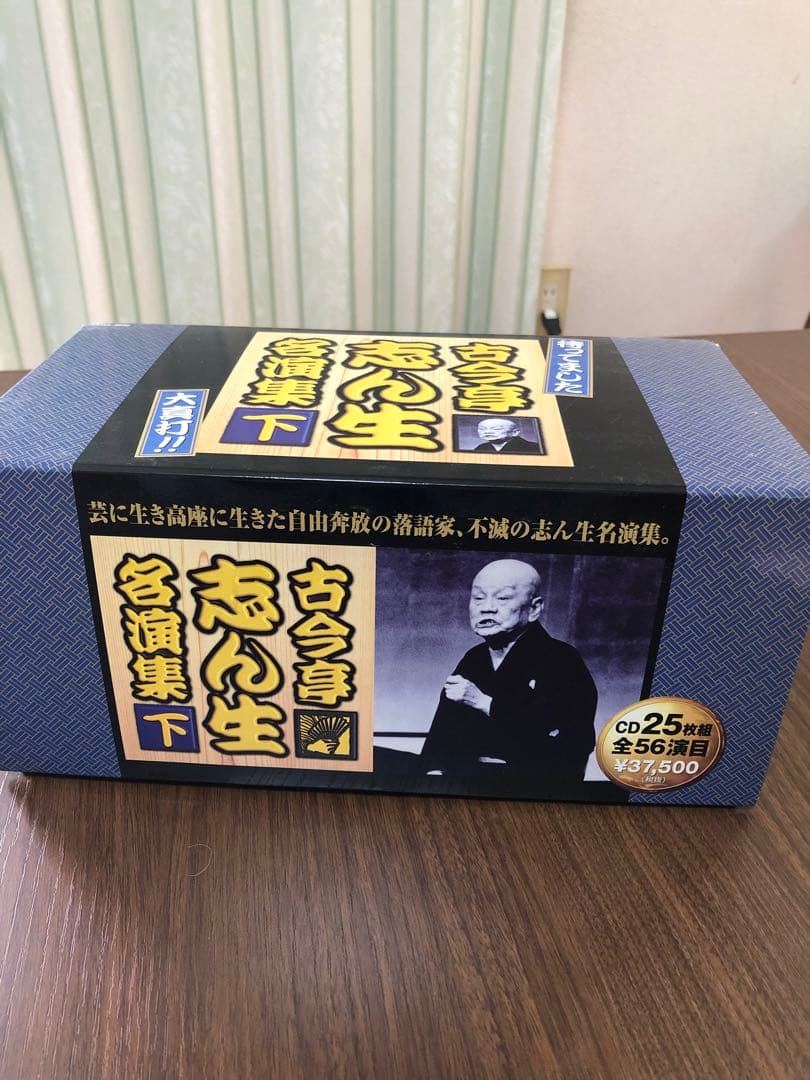 待ってました
古今亭
志ん生
名演集
下
大真打!!
芸に生き高座に生きた自由奔放の落語家、不滅の志ん生名演集。
古今亭
志ん生
名演集
下
CD25枚組
全56演目
¥37,500
(税抜)